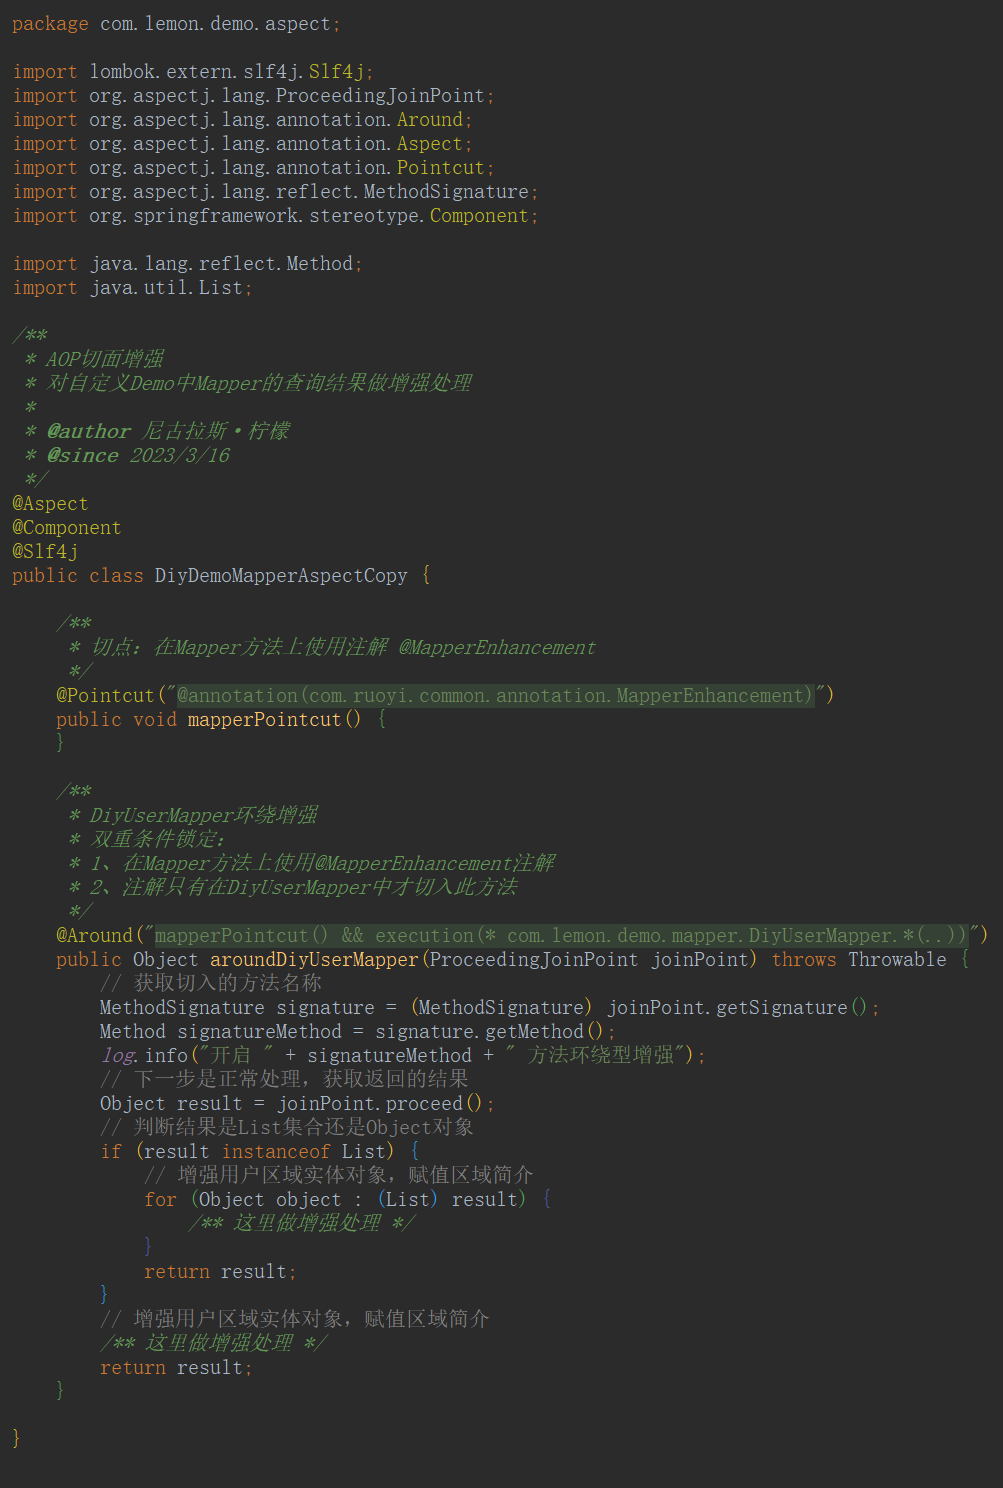 package com.lemon.demo.aspect;
import lombok.extern.slf4j.Slf4j;
import org.aspectj.lang.ProceedingJoinPoint;
import org.aspectj.lang.annotation.Around;
import org.aspectj.lang.annotation.Aspect;
import org.aspectj.lang.annotation.Pointcut;
import org.aspectj.lang.reflect.MethodSignature;
import org.springframework.stereotype.Component;
import java.lang.reflect.Method;
import java.util.List;
/**
 * AOP切面增强
 * 对自定义Demo中Mapper的查询结果做增强处理
 *
 * @author 尼古拉斯·柠檬
 * @since 2023/3/16
 */
@Aspect
@Component
@Slf4j
public class DiyDemoMapperAspectCopy {
    /**
     * 切点：在Mapper方法上使用注解 @MapperEnhancement
     */
    @Pointcut("@annotation(com.ruoyi.common.annotation.MapperEnhancement)")
    public void mapperPointcut() {
    }
    /**
     * DiyUserMapper环绕增强
     * 双重条件锁定：
     * 1、在Mapper方法上使用@MapperEnhancement注解
     * 2、注解只有在DiyUserMapper中才切入此方法
     */
    @Around("mapperPointcut() && execution(* com.lemon.demo.mapper.DiyUserMapper.*(..))")
    public Object aroundDiyUserMapper(ProceedingJoinPoint joinPoint) throws Throwable {
        // 获取切入的方法名称
        MethodSignature signature = (MethodSignature) joinPoint.getSignature();
        Method signatureMethod = signature.getMethod();
        log.info("开启 " + signatureMethod + " 方法环绕型增强");
        // 下一步是正常处理，获取返回的结果
        Object result = joinPoint.proceed();
        // 判断结果是List集合还是Object对象
        if (result instanceof List) {
            // 增强用户区域实体对象，赋值区域简介
            for (Object object : (List) result) {
                /** 这里做增强处理 */
            }
            return result;
        }
        // 增强用户区域实体对象，赋值区域简介
        /** 这里做增强处理 */
        return result;
    }
}